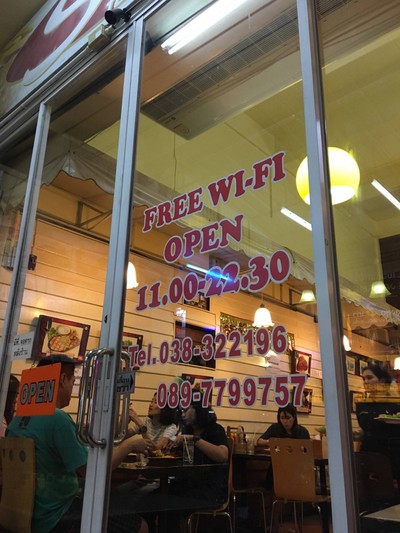 FREE WI-FI
OPEN
11.00-22.30
Tel.038-322196
089-7799757
OPEN